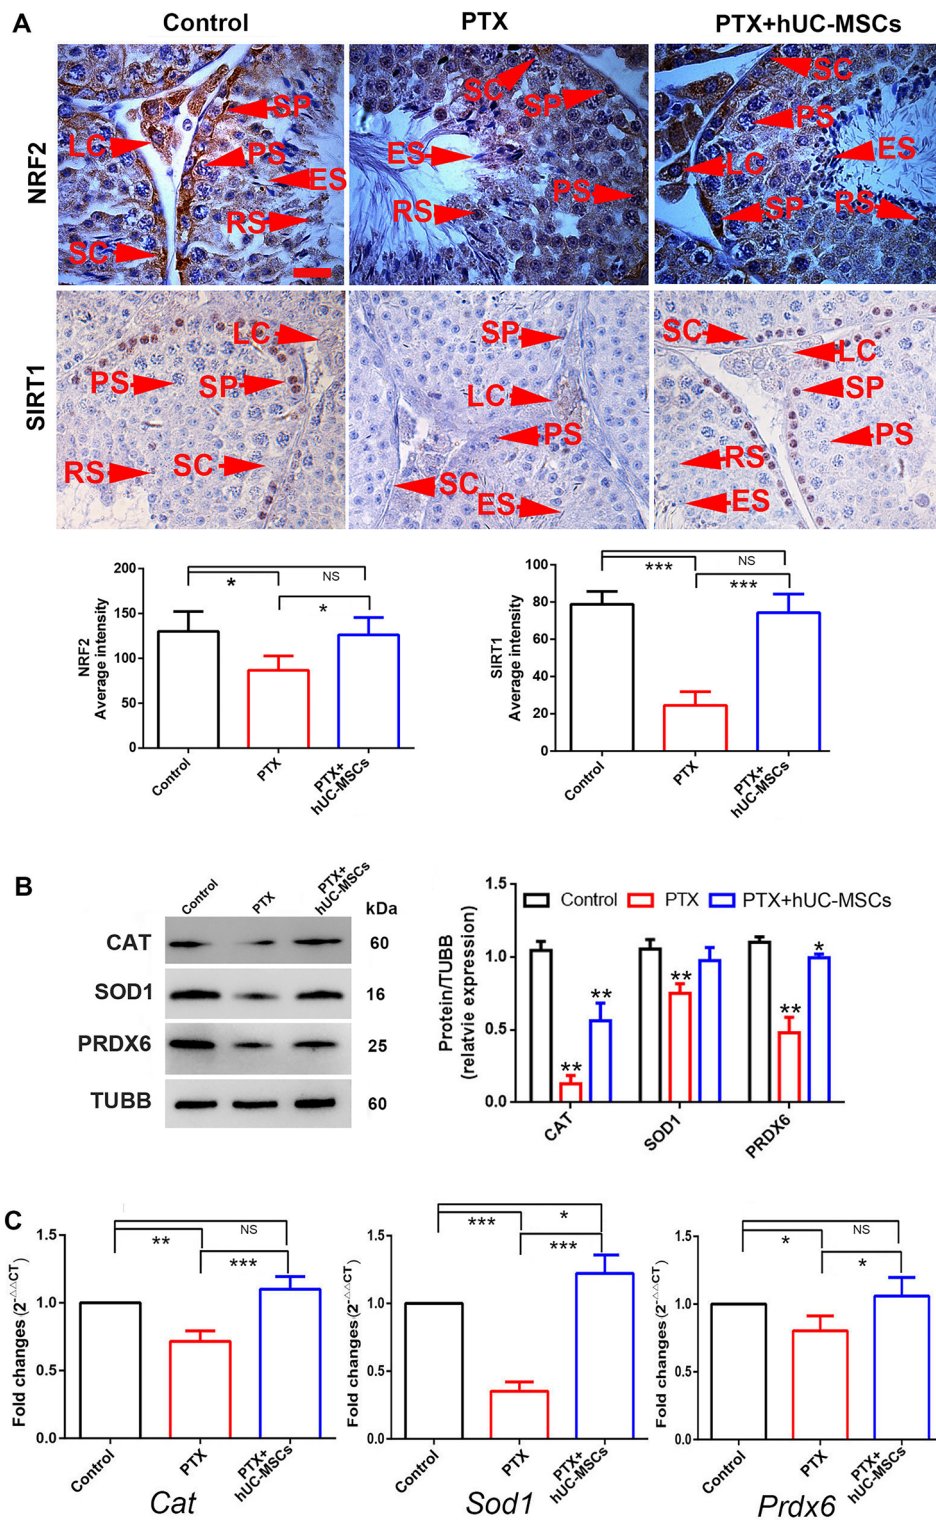 A
Control
PTX
PTX+hUC-MSCs
NRF2
LC
SP
PS
ES
RS
SC
SC
SP
ES
PS
RS
SC
PS
LC
ES
SP
RS
SIRT1
LC
PS
SP
RS
SC
SP
LC
PS
SC
ES
SC
LC
SP
PS
RS
ES
NRF2
Average intensity
200
150
100
50
0
NS
*
*
Control
PTX
PTX+
hUC-MSCs
SIRT1
Average intensity
100
80
60
40
20
0
NS
***
***
Control
PTX
PTX+
hUC-MSCs
B
Control
PTX
PTX+
hUC-MSCs
kDa
CAT
60
SOD1
16
PRDX6
25
TUBB
60
Protein/TUBB
(relatvie expression)
1.5
1.0
0.5
0.0
Control
PTX
PTX+hUC-MSCs
**
**
**
**
*
CAT
SOD1
PRDX6
C
Fold changes (2-△△CT)
1.5
1.0
0.5
0.0
NS
**
***
Control
PTX
PTX+
hUC-MSCs
Cat
Fold changes (2-△△CT)
1.5
1.0
0.5
0.0
*
***
***
Control
PTX
PTX+
hUC-MSCs
Sod1
Fold changes (2-△△CT)
1.5
1.0
0.5
0.0
NS
*
*
Control
PTX
PTX+
hUC-MSCs
Prdx6